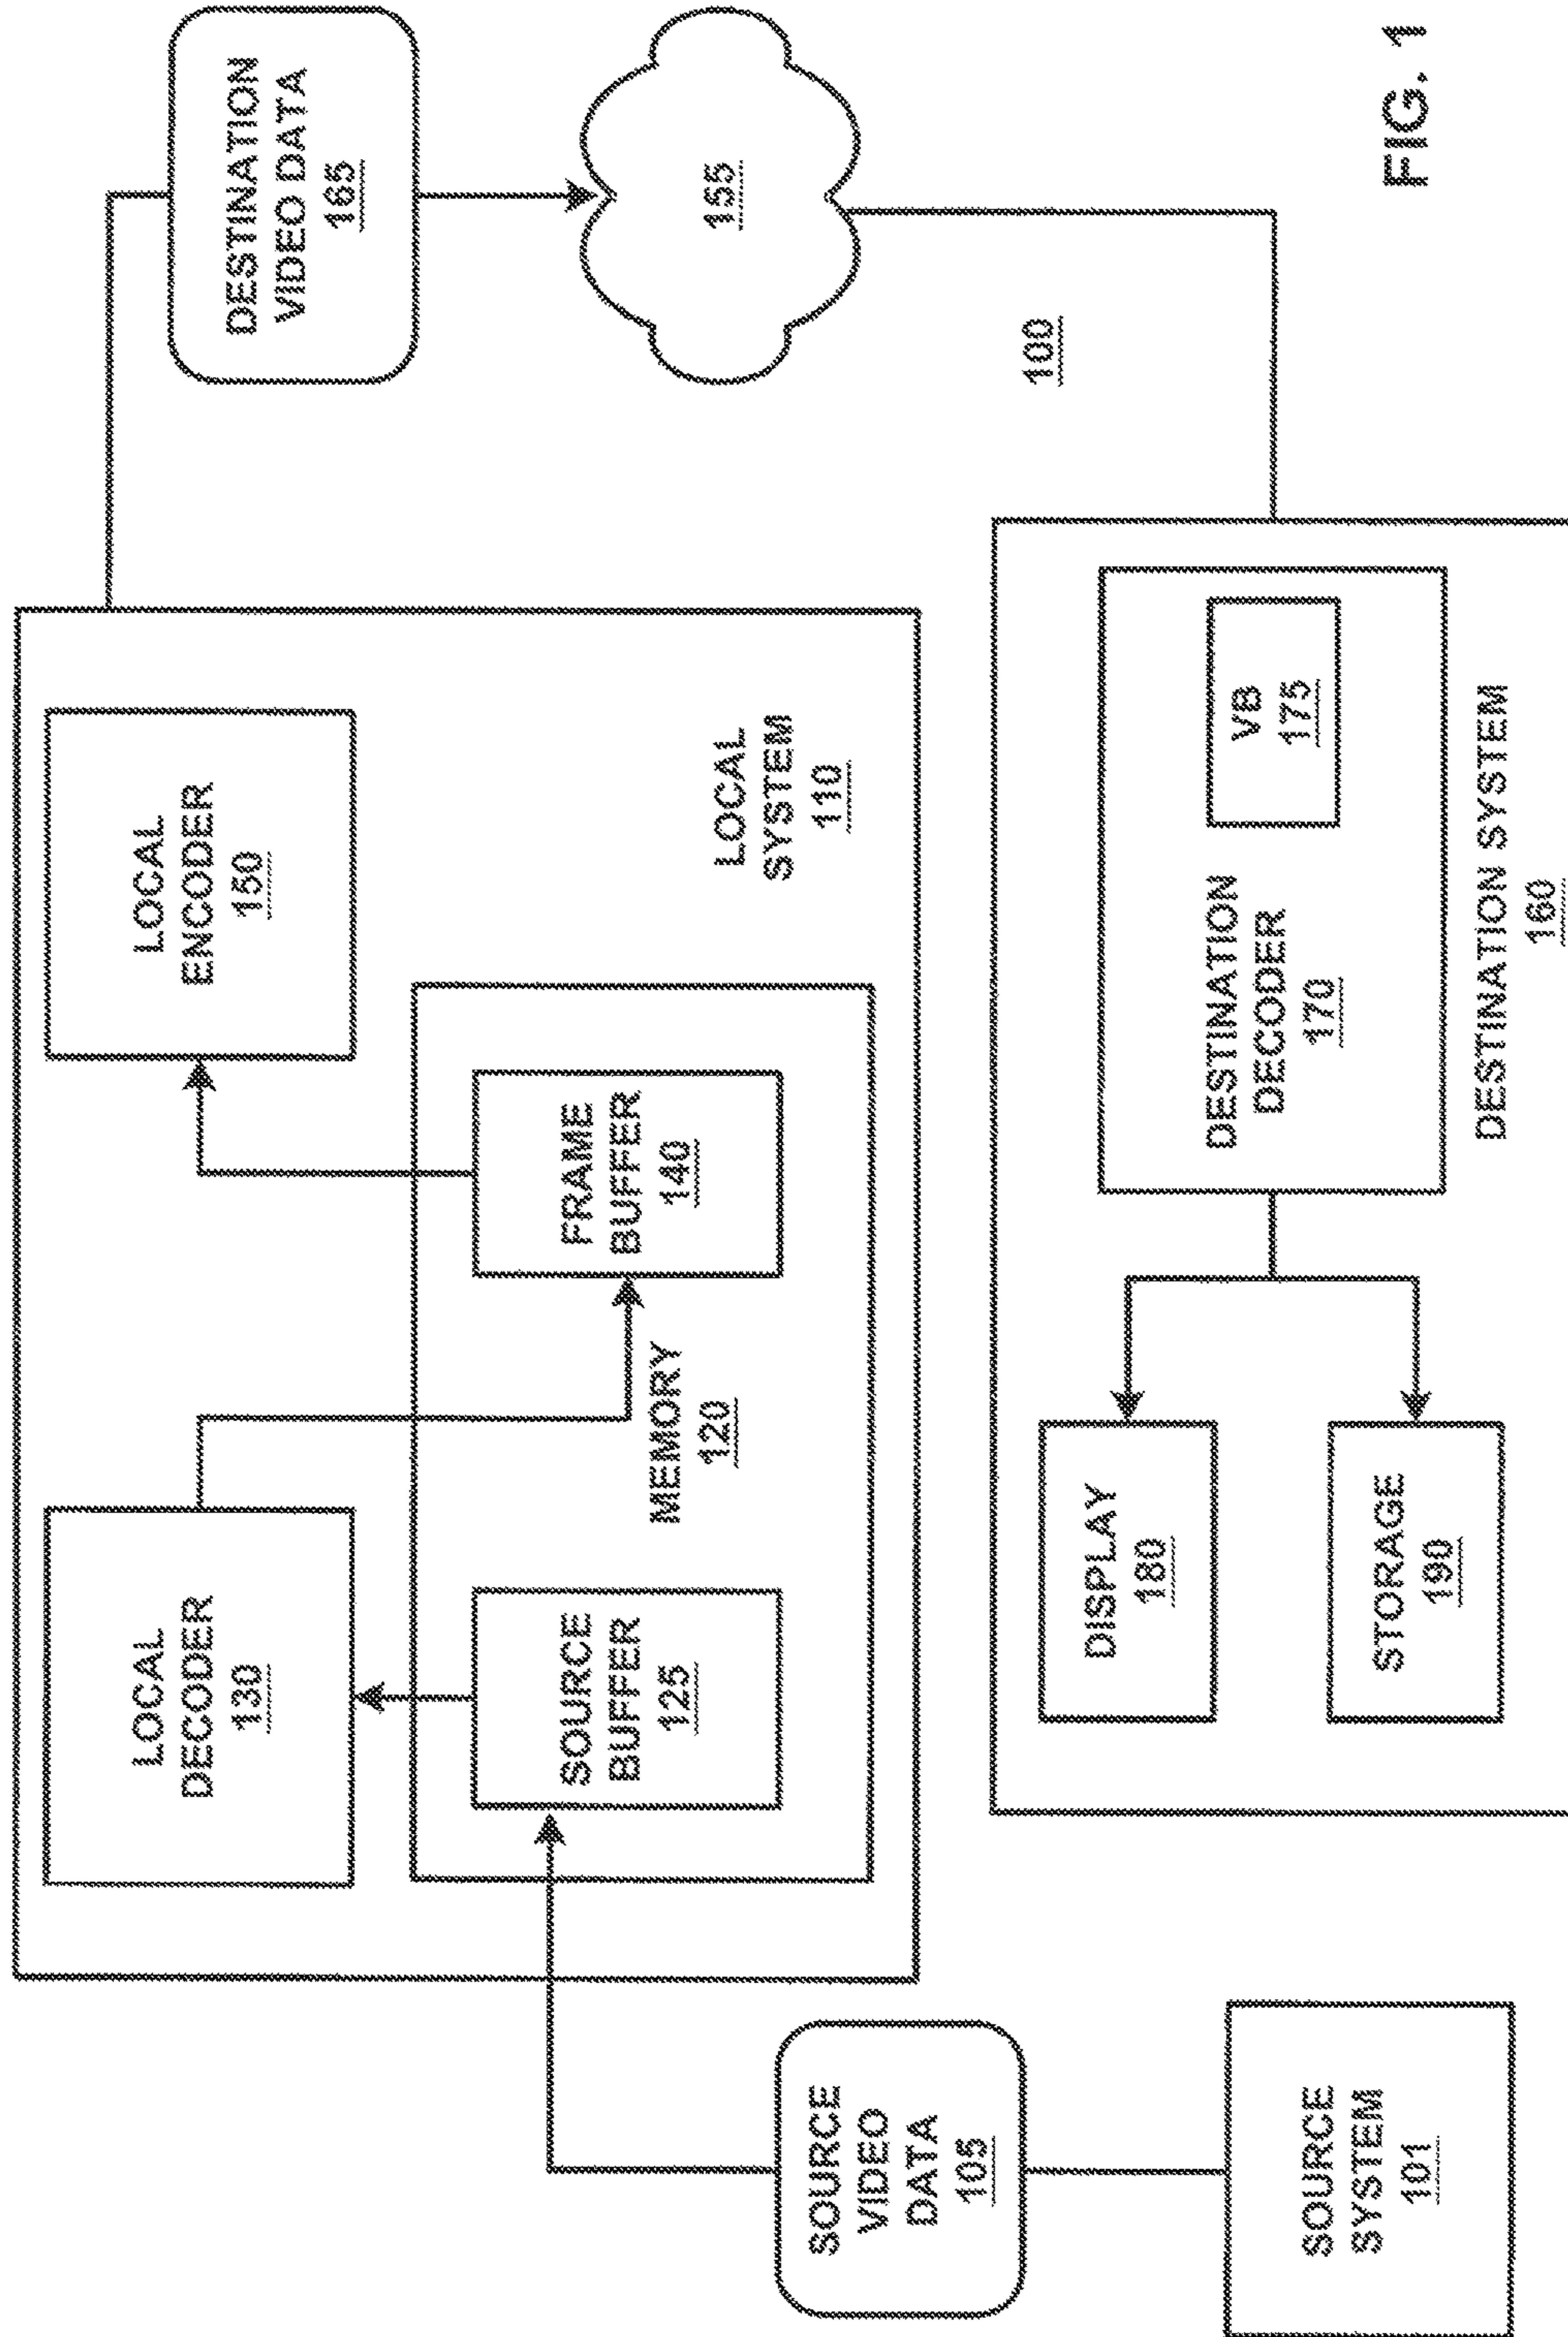 LOCAL
DECODER
130
LOCAL
ENCODER
150
DESTINATION
VIDEO DATA
165
SOURCE
BUFFER
125
MEMORY
120
FRAME
BUFFER
140
LOCAL
SYSTEM
110
155
SOURCE
VIDEO
DATA
105
100
SOURCE
SYSTEM
101
DISPLAY
180
STORAGE
190
DESTINATION
DECODER
170
VB
175
DESTINATION SYSTEM
160
FIG. 1